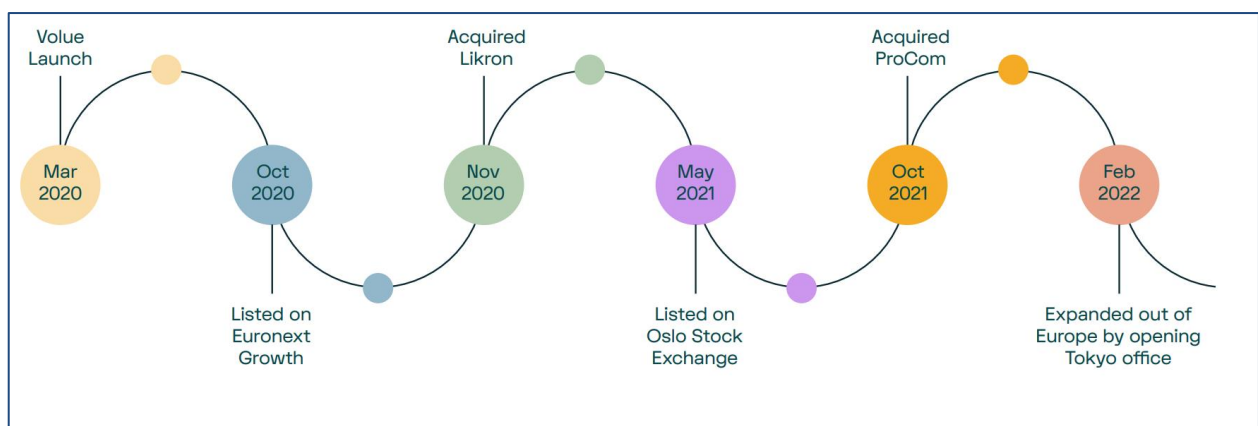 Volue
Launch
Mar
2020
Oct
2020
Listed on
Euronext
Growth
Acquired
Likron
Nov
2020
May
2021
Listed on
Oslo Stock
Exchange
Acquired
ProCom
Oct
2021
Feb
2022
Expanded out of
Europe by opening
Tokyo office